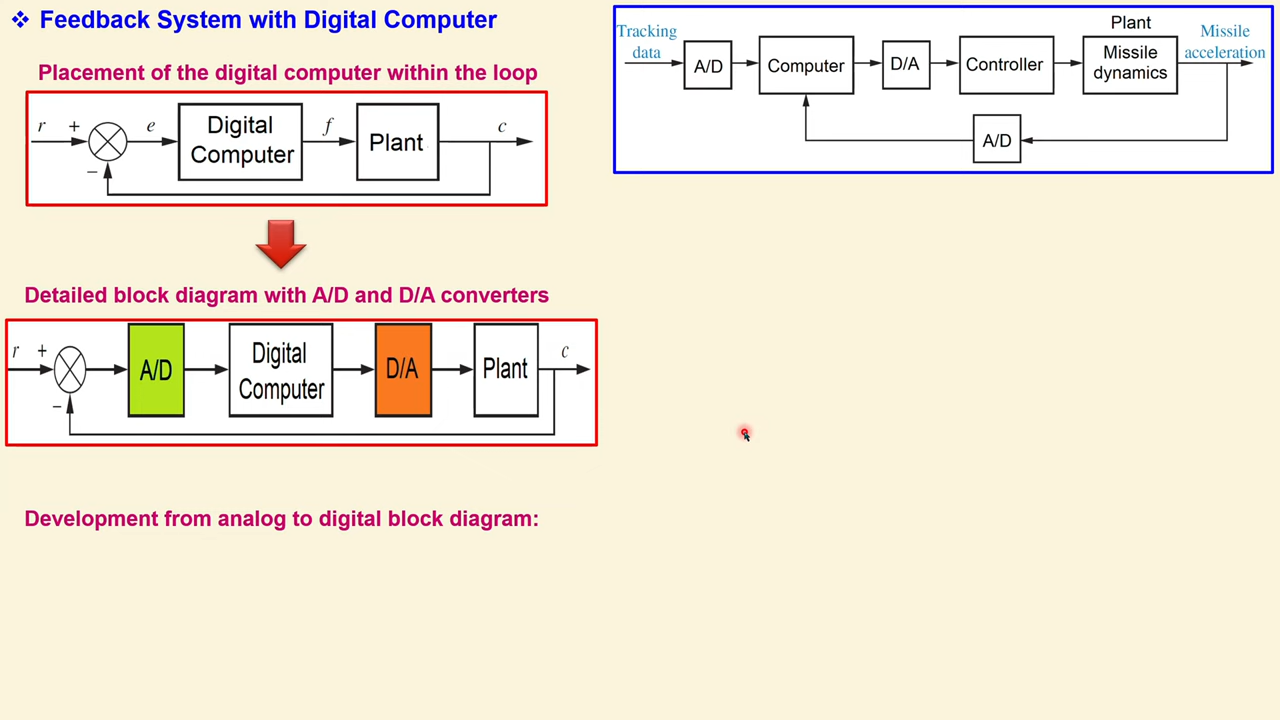 ❖ Feedback System with Digital Computer
Placement of the digital computer within the loop
r + e Digital Computer f Plant c
−
Detailed block diagram with A/D and D/A converters
r + A/D Digital Computer D/A Plant c
−
Development from analog to digital block diagram:
Plant
Tracking data A/D Computer D/A Controller Missile dynamics Missile acceleration
A/D